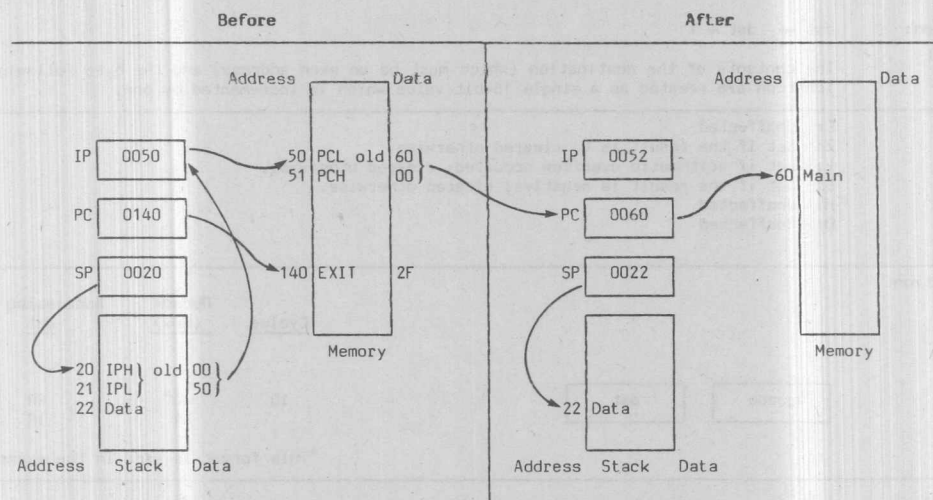 Before
After
Address Data
Address Data
IP 0050
50 PCL old 60
51 PCH 00
PC 0140
SP 0020
140 EXIT 2F
Memory
20 IPH old 00
21 IPL 50
22 Data
Address Stack Data
IP 0052
60 Main
PC 0060
SP 0022
Memory
22 Data
Address Stack Data